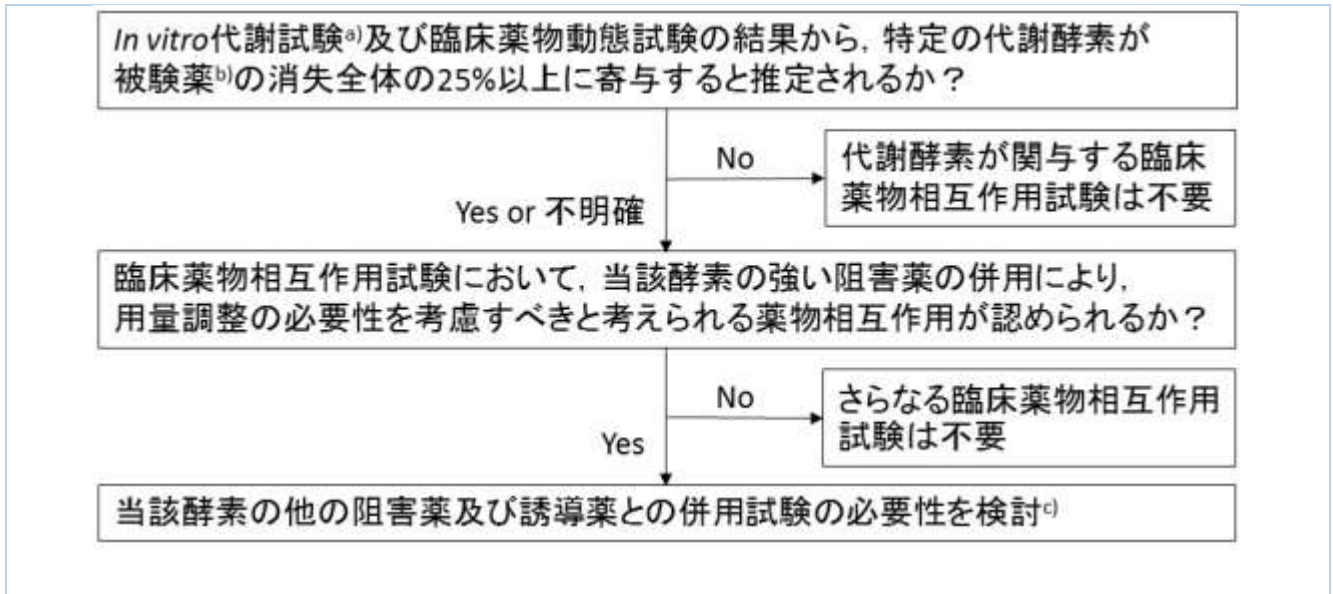 In vitro代謝試験a)及び臨床薬物動態試験の結果から，特定の代謝酵素が
被験薬b)の消失全体の25%以上に寄与すると推定されるか？
No
代謝酵素が関与する臨床
薬物相互作用試験は不要
Yes or 不明確
臨床薬物相互作用試験において，当該酵素の強い阻害薬の併用により，
用量調整の必要性を考慮すべきと考えられる薬物相互作用が認められるか？
No
さらなる臨床薬物相互作用
試験は不要
Yes
当該酵素の他の阻害薬及び誘導薬との併用試験の必要性を検討c)